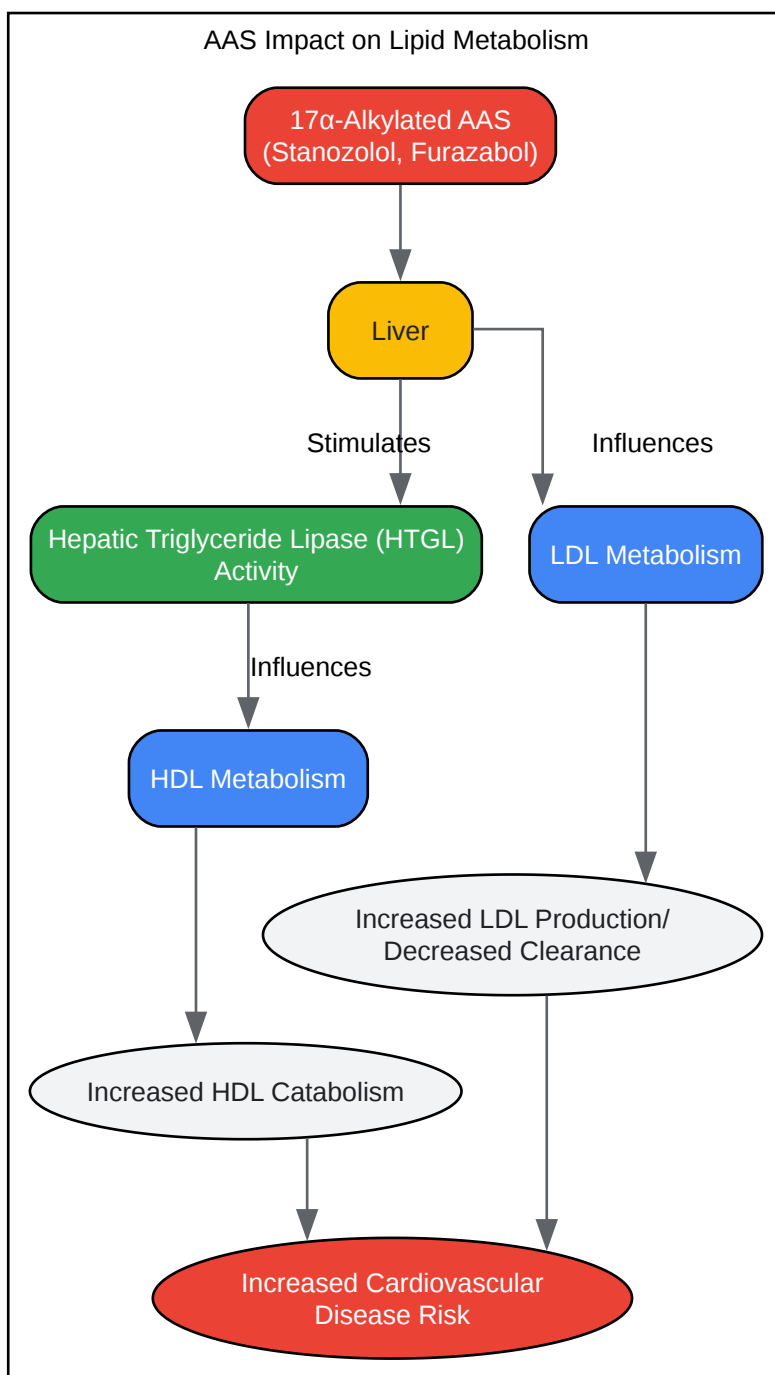 AAS Impact on Lipid Metabolism
17α-Alkylated AAS
(Stanozolol, Furazabol)
Liver
Stimulates
Influences
Hepatic Triglyceride Lipase (HTGL)
Activity
LDL Metabolism
Influences
HDL Metabolism
Increased LDL Production/
Decreased Clearance
Increased HDL Catabolism
Increased Cardiovascular
Disease Risk